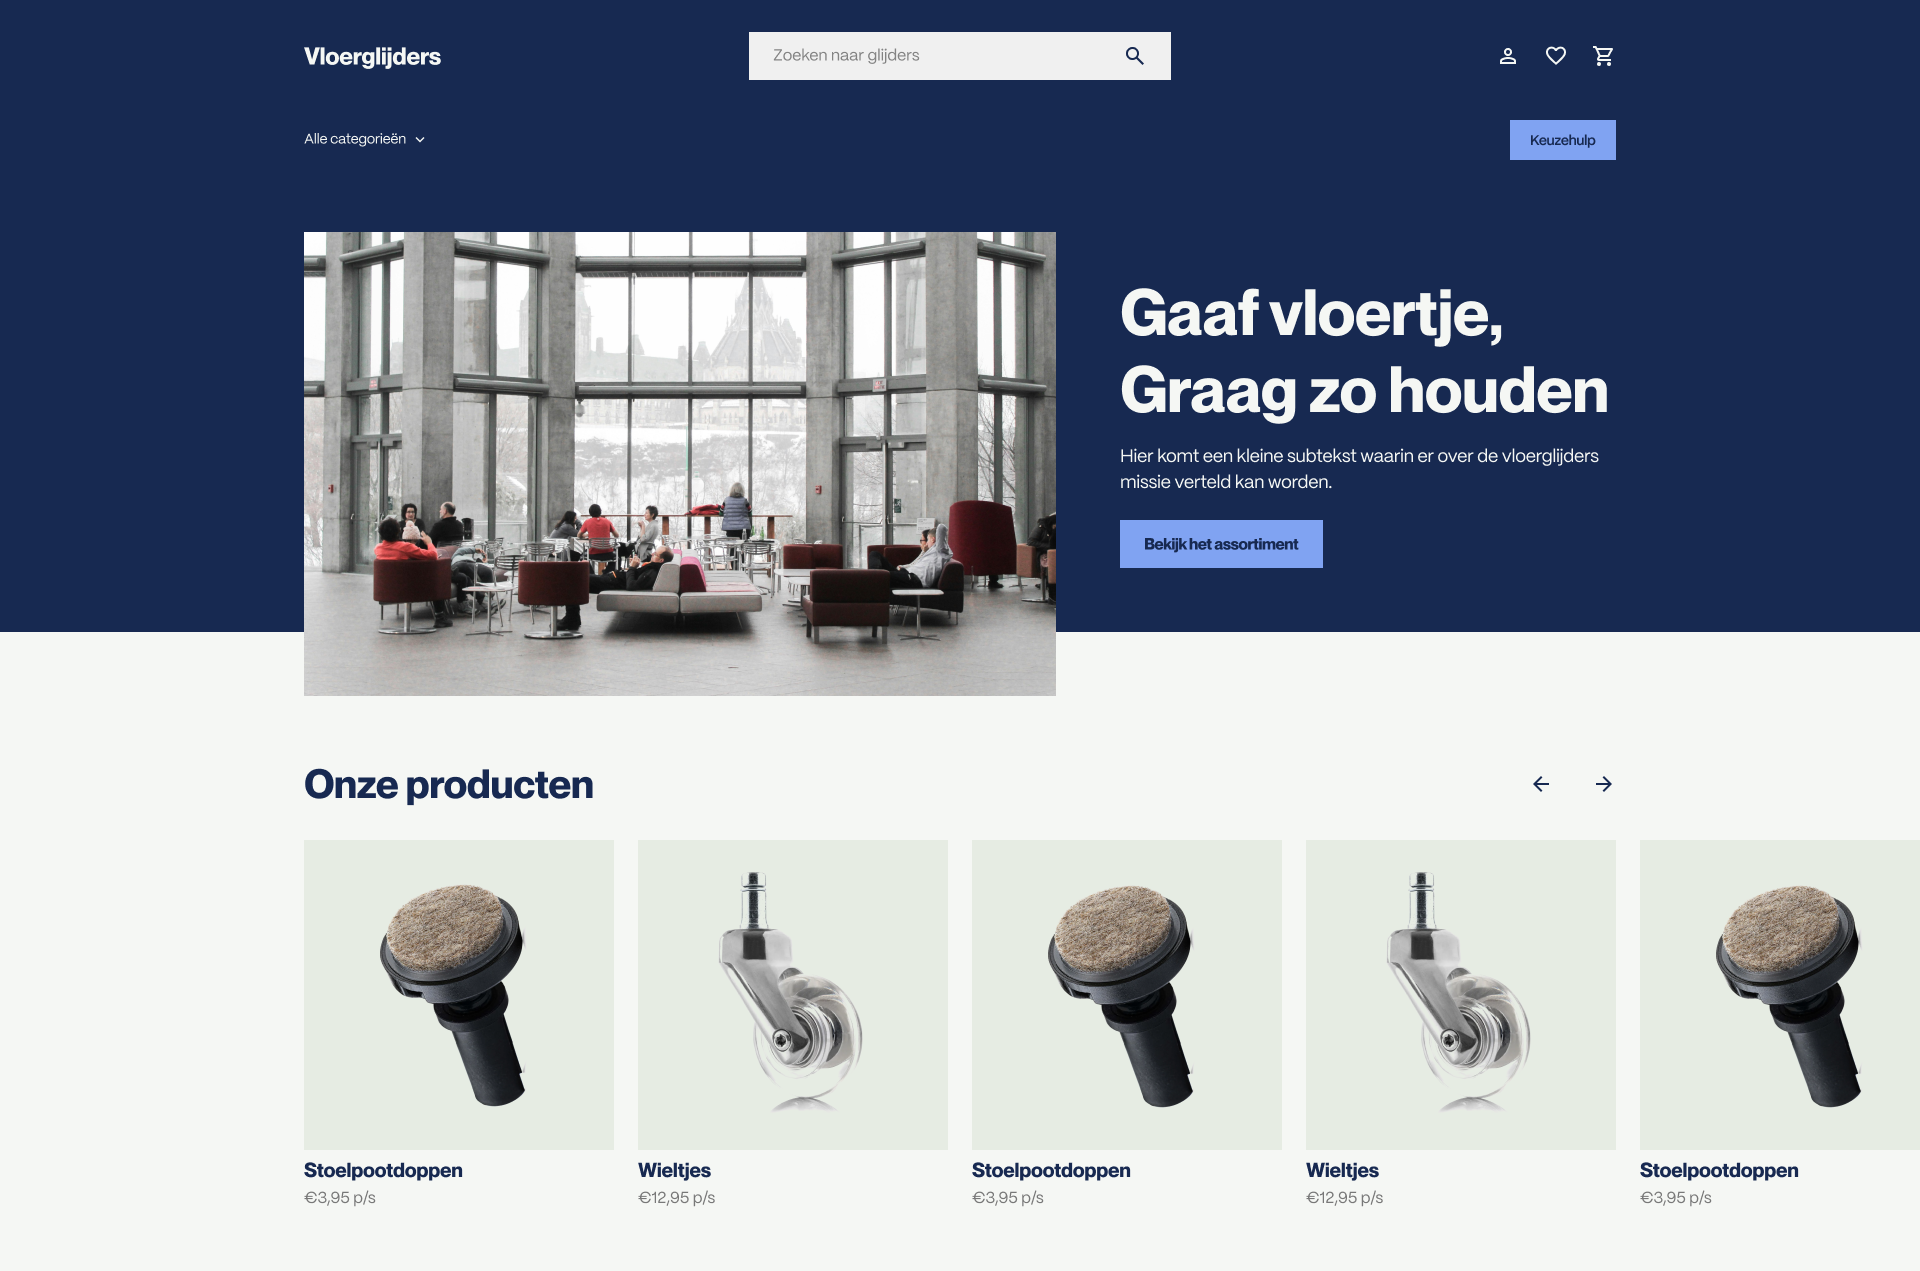 Vloerglijders
Zoeken naar glijders
Alle categorieën
Keuzehulp
Gaaf vloertje,
Graag zo houden
Hier komt een kleine subtekst waarin er over de vloerglijders
missie verteld kan worden.
Bekijk het assortiment
Onze producten
Stoelpootdoppen
€3,95 p/s
Wieltjes
€12,95 p/s
Stoelpootdoppen
€3,95 p/s
Wieltjes
€12,95 p/s
Stoelpootdoppen
€3,95 p/s